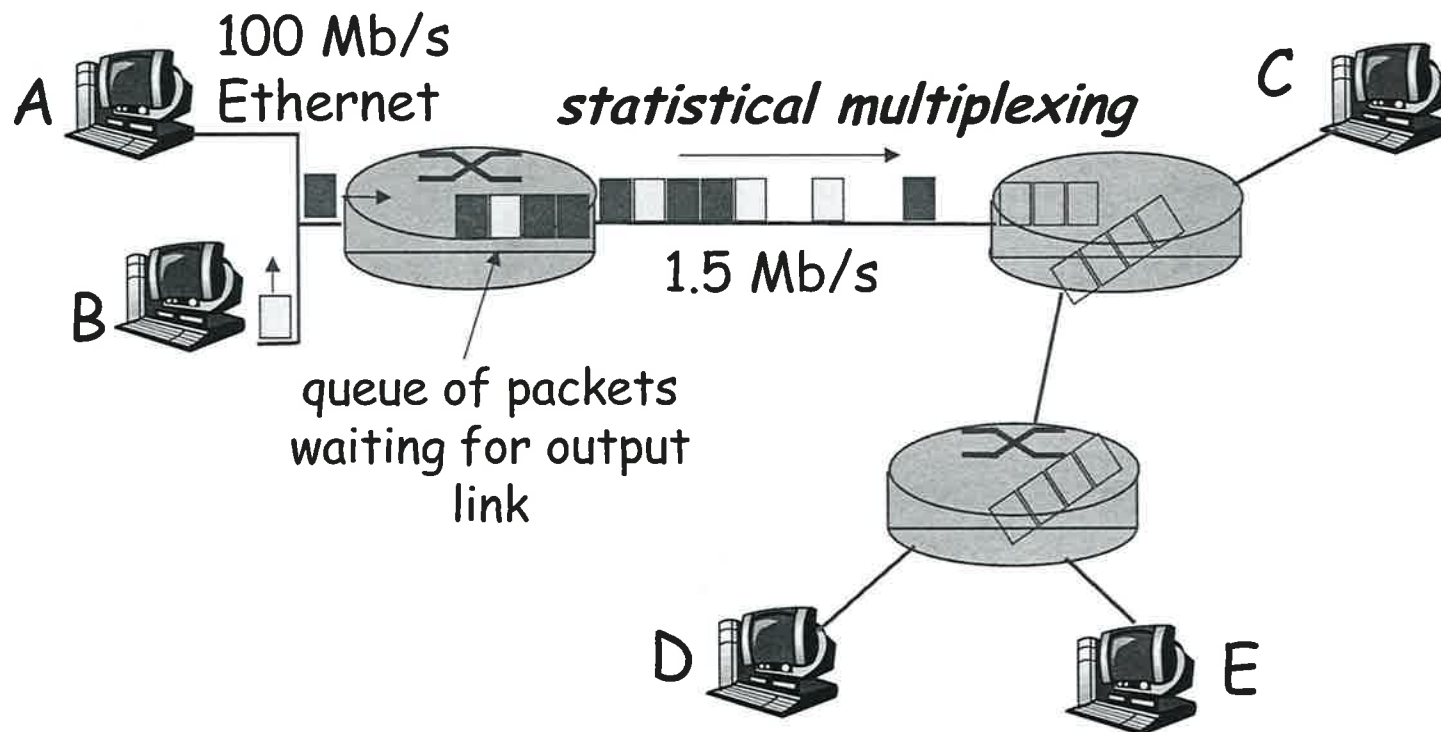 100 Mb/s
Ethernet
A
statistical multiplexing
C
B
1.5 Mb/s
queue of packets
waiting for output
link
D
E